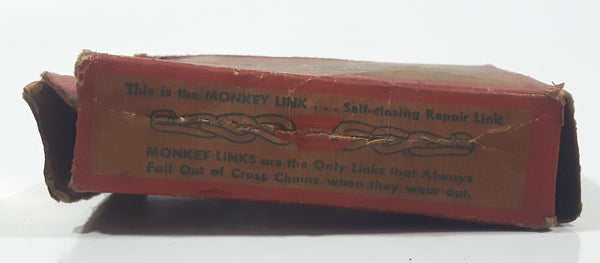 This is the MONKEY LINK . . . Self-closing Repair Link
MONKEY LINKS are the Only Links that Always
Fall Out of Cross Chains when they wear out.